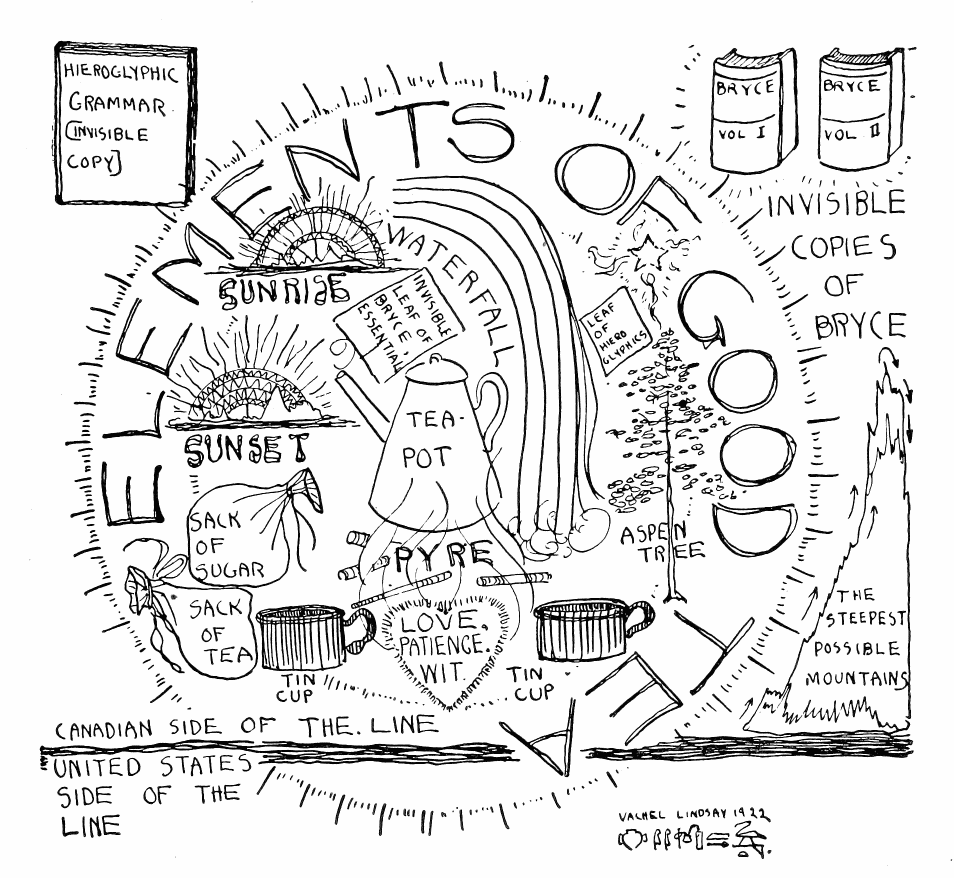 HIEROGLYPHIC
GRAMMAR.
[INVISIBLE
COPY]
BRYCE
VOL I
BRYCE
VOL II
INVISIBLE
COPIES
OF
BRYCE
ELEMENTS OF GOOD TEA
SUNRISE
WATERFALL
INVISIBLE
LEAF OF
BRYCE.
ESSENTIAL
LEAF
OF
HIERO
GLYPHICS
SUNSET
TEA-
POT
ASPEN
TREE
SACK
OF
SUGAR
PYRE
SACK
OF
TEA
LOVE.
PATIENCE.
WIT.
TIN
CUP
TIN
CUP
THE
STEEPEST
POSSIBLE
MOUNTAINS
CANADIAN SIDE OF THE. LINE
UNITED STATES
SIDE OF THE
LINE
VACHEL LINDSAY 1922